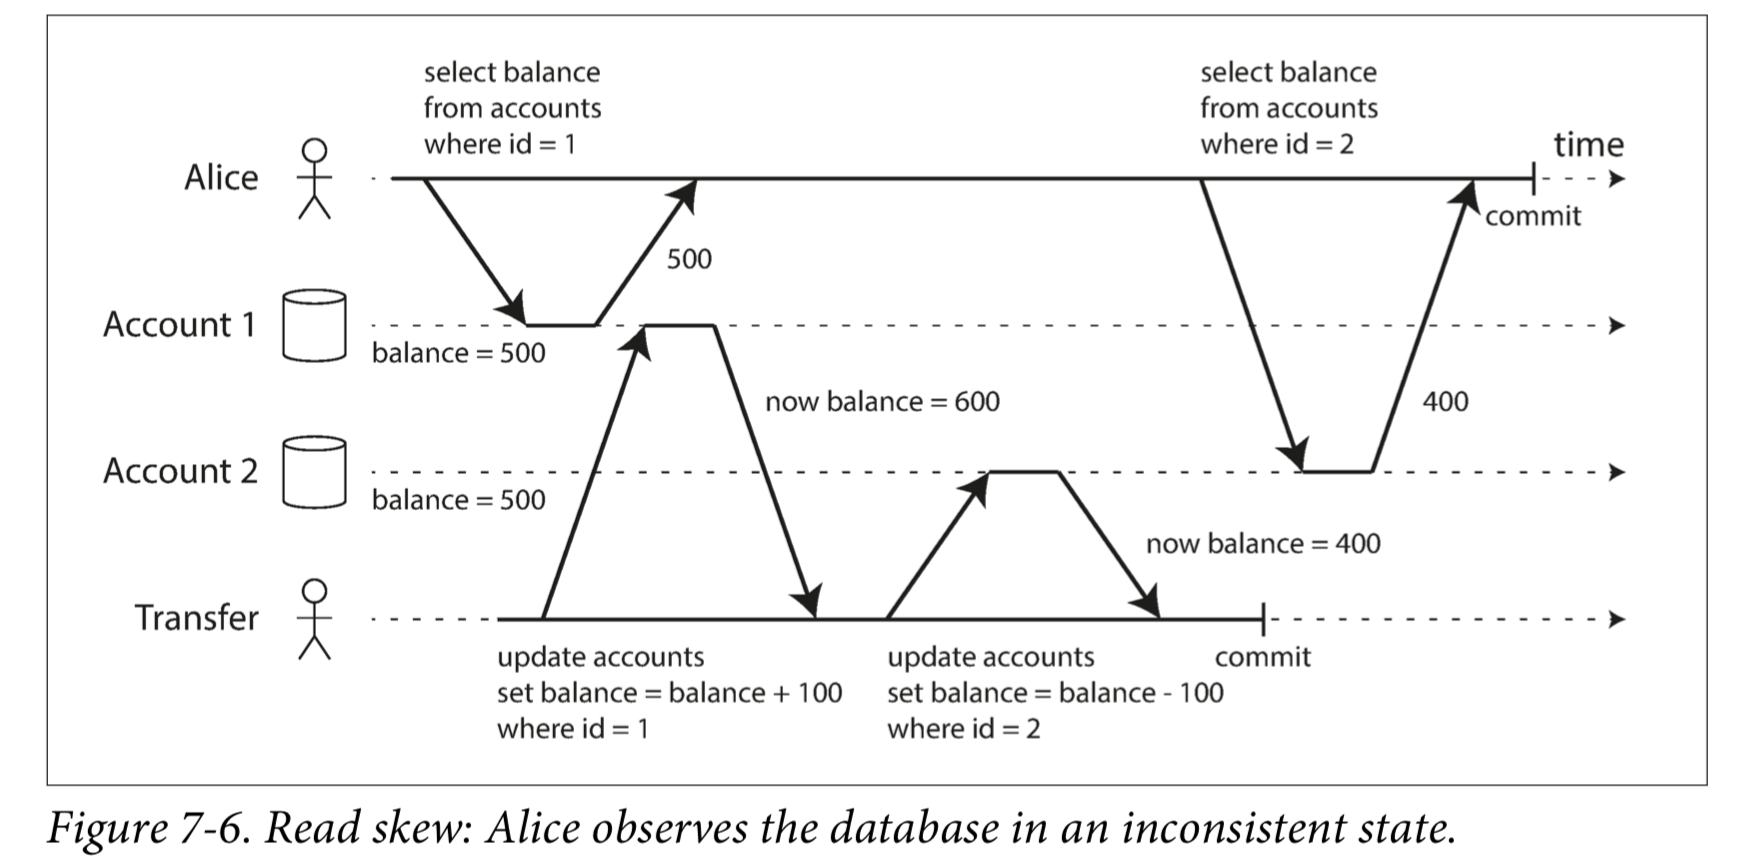 select balance
from accounts
where id = 1
select balance
from accounts
where id = 2
time
Alice
commit
500
Account 1
balance = 500
now balance = 600
400
Account 2
balance = 500
now balance = 400
Transfer
update accounts
set balance = balance + 100
where id = 1
update accounts
set balance = balance - 100
where id = 2
commit
Figure 7-6. Read skew: Alice observes the database in an inconsistent state.